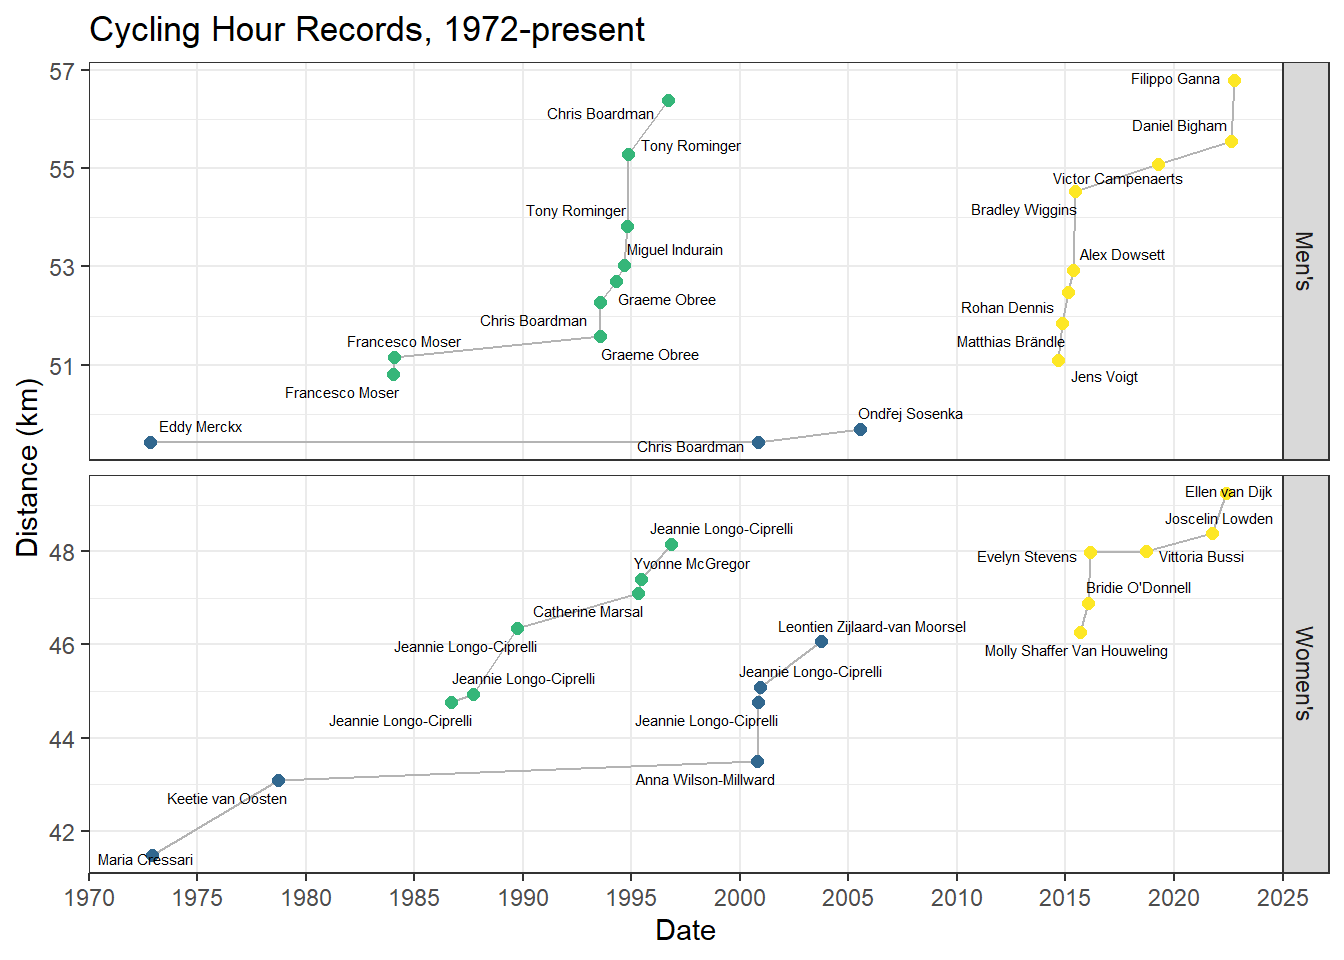 Cycling Hour Records, 1972-present
57
Filippo Ganna
Chris Boardman
Daniel Bigham
Tony Rominger
55
Victor Campenaerts
Tony Rominger
Bradley Wiggins
Men's
Miguel Indurain
Alex Dowsett
53
Graeme Obree
Rohan Dennis
Chris Boardman
Francesco Moser
Matthias Brändle
Graeme Obree
51
Jens Voigt
Francesco Moser
Ondřej Sosenka
Eddy Merckx
Chris Boardman
Distance (km)
Ellen van Dijk
Joscelin Lowden
Jeannie Longo-Ciprelli
48
Evelyn Stevens
Vittoria Bussi
Yvonne McGregor
Bridie O'Donnell
Catherine Marsal
Leontien Zijlaard-van Moorsel
46
Jeannie Longo-Ciprelli
Molly Shaffer Van Houweling
Women's
Jeannie Longo-Ciprelli
Jeannie Longo-Ciprelli
Jeannie Longo-Ciprelli
Jeannie Longo-Ciprelli
44
Anna Wilson-Millward
Keetie van Oosten
42
Maria Cressari
1970 1975 1980 1985 1990 1995 2000 2005 2010 2015 2020 2025
Date